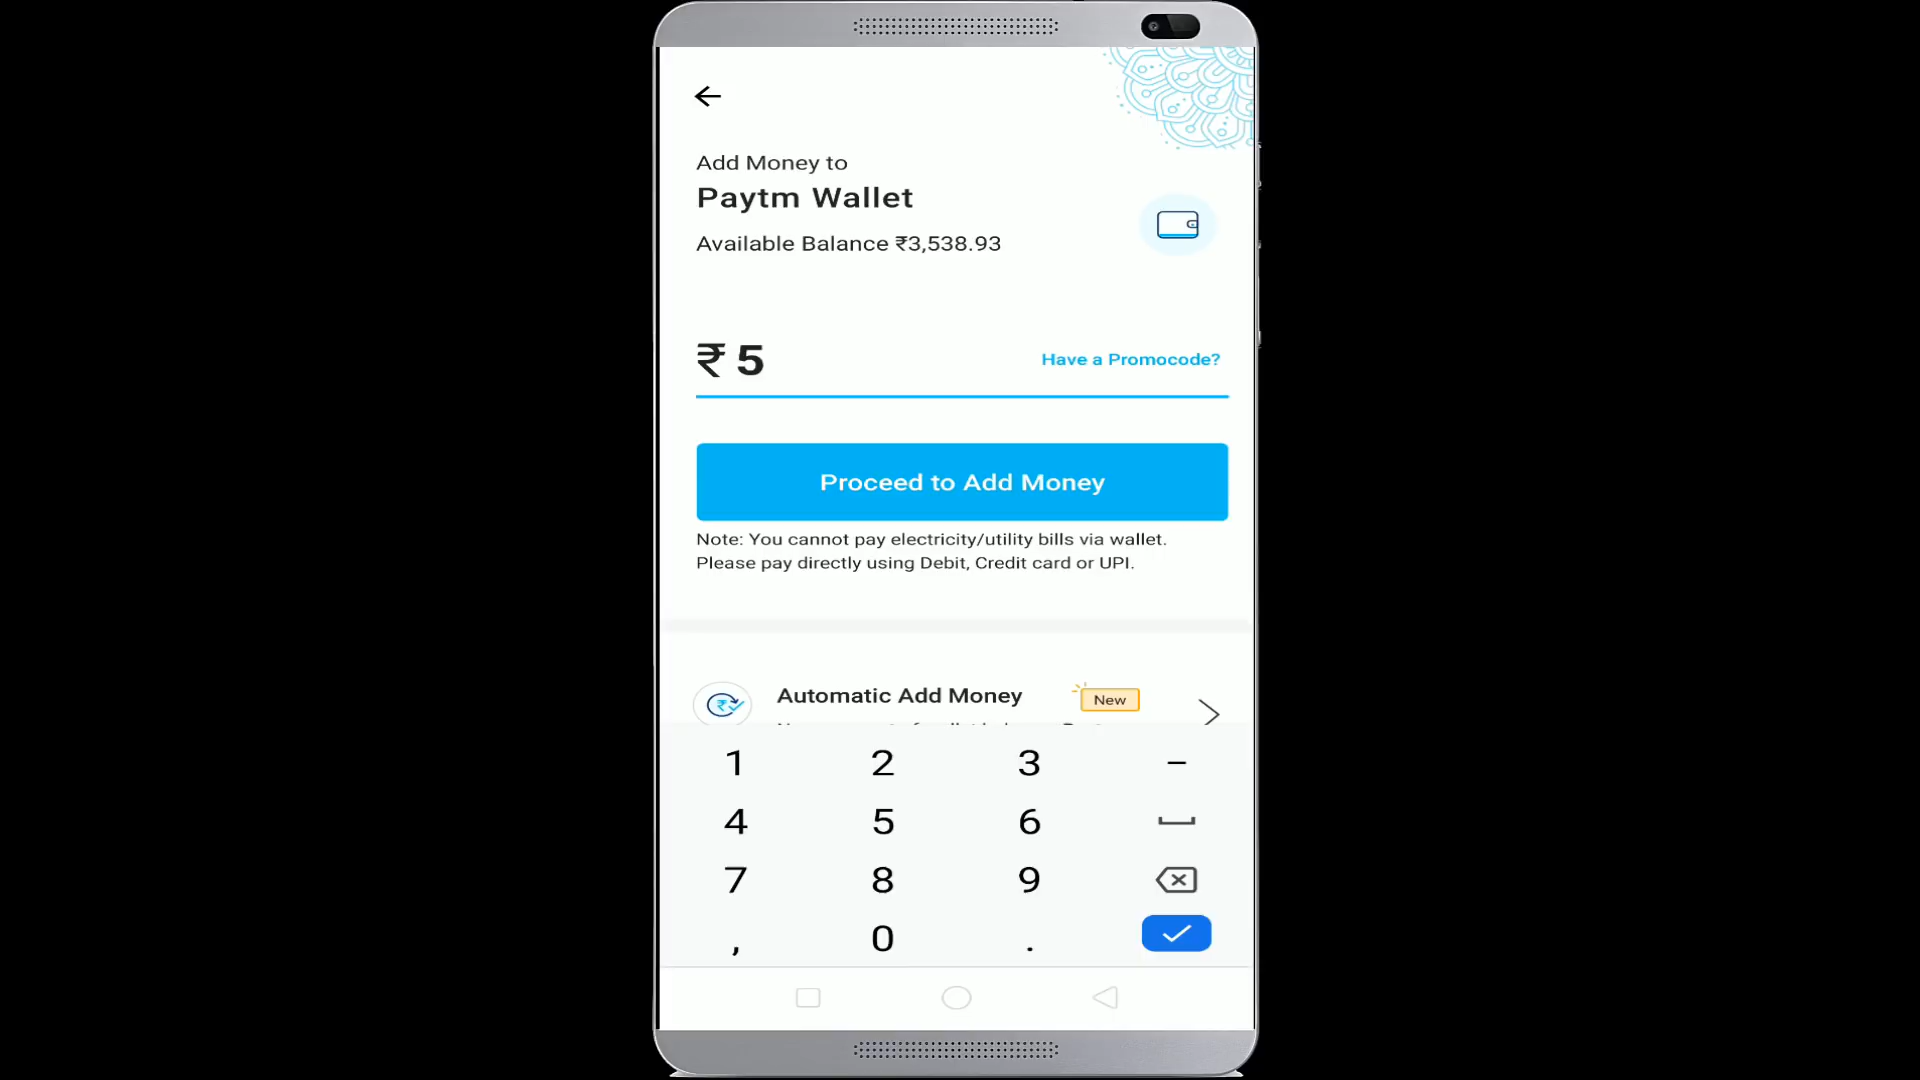 Add Money to
Paytm Wallet
Available Balance ₹3,538.93
₹ 5
Have a Promocode?
Proceed to Add Money
Note: You cannot pay electricity/utility bills via wallet.
Please pay directly using Debit, Credit card or UPI.
Automatic Add Money
New
1 2 3 –
4 5 6
7 8 9
, 0 .